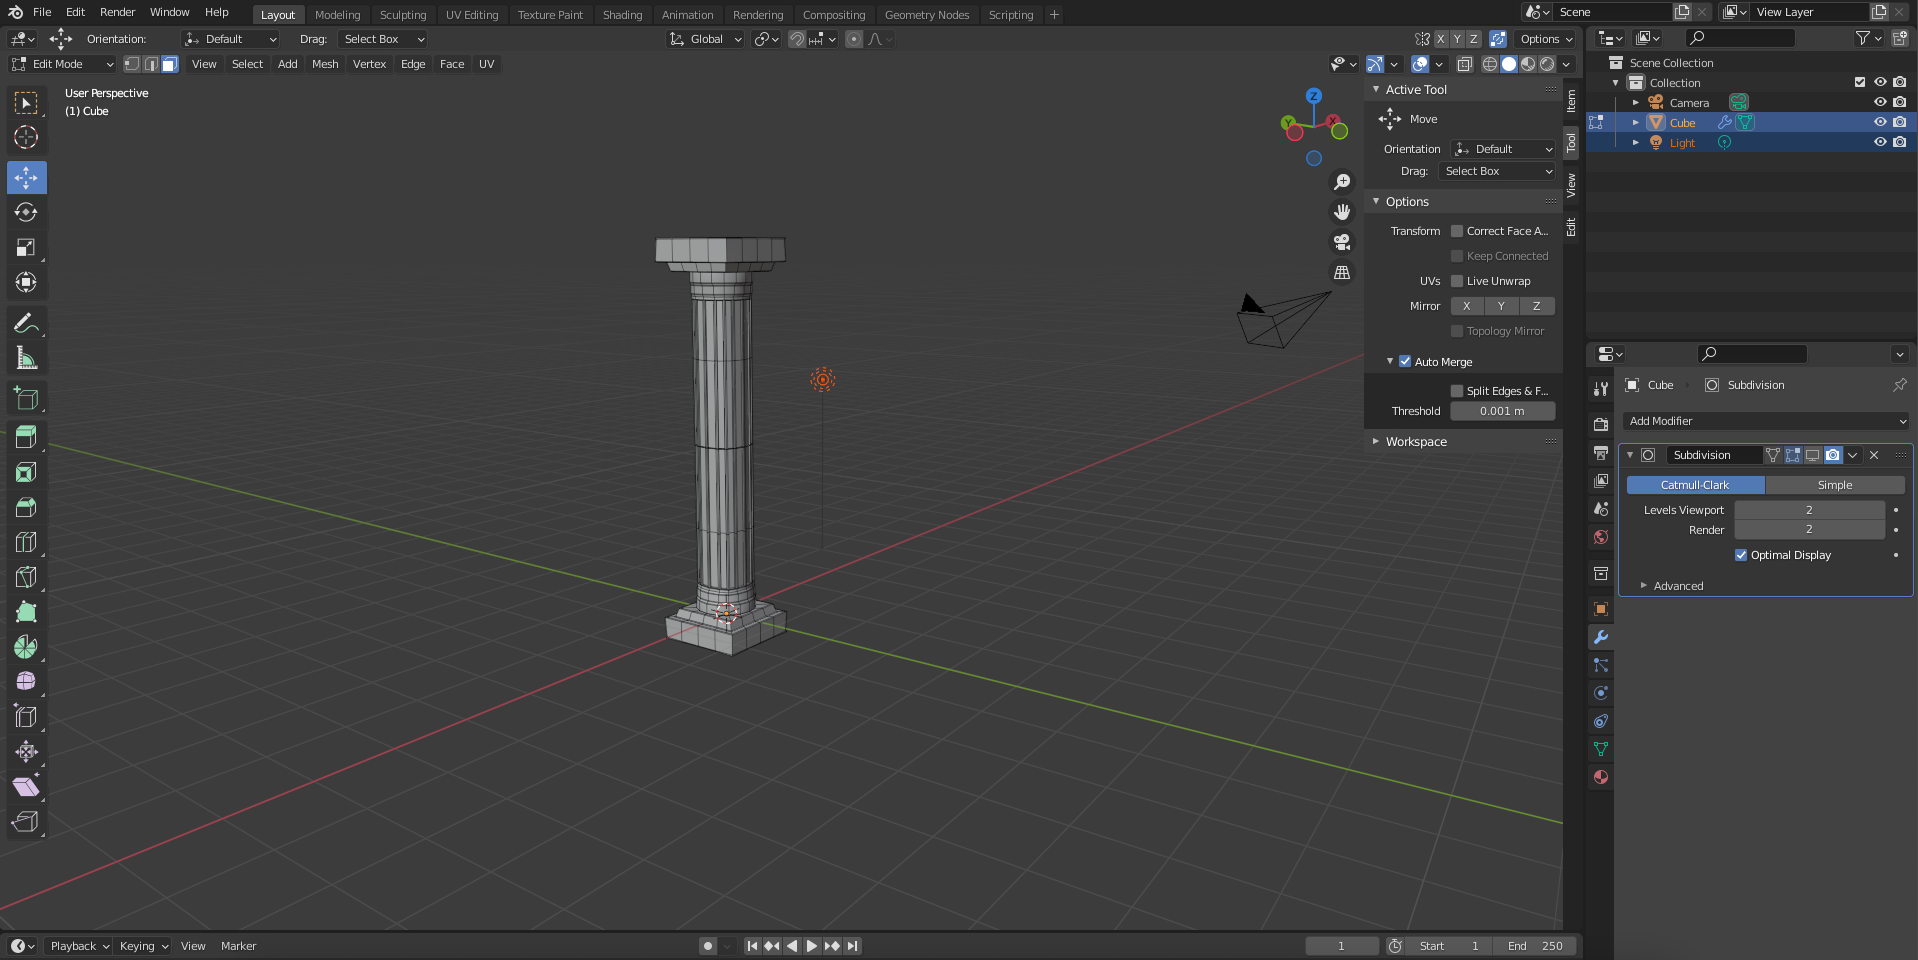 File Edit Render Window Help Layout Modeling Sculpting UV Editing Texture Paint Shading Animation Rendering Compositing Geometry Nodes Scripting + Scene View Layer
Orientation: Default Drag: Select Box Global X Y Z Options
Edit Mode View Select Add Mesh Vertex Edge Face UV
User Perspective
(1) Cube
Z
Y
X
Active Tool
Move
Orientation Default
Drag: Select Box
Options
Transform Correct Face A...
Keep Connected
UVs Live Unwrap
Mirror X Y Z
Topology Mirror
Auto Merge
Split Edges & F...
Threshold 0.001 m
Workspace
Item
Tool
View
Edit
Scene Collection
Collection
Camera
Cube
Light
Cube Subdivision
Add Modifier
Subdivision
Catmull-Clark Simple
Levels Viewport 2
Render 2
Optimal Display
Advanced
Playback Keying View Marker 1 Start 1 End 250